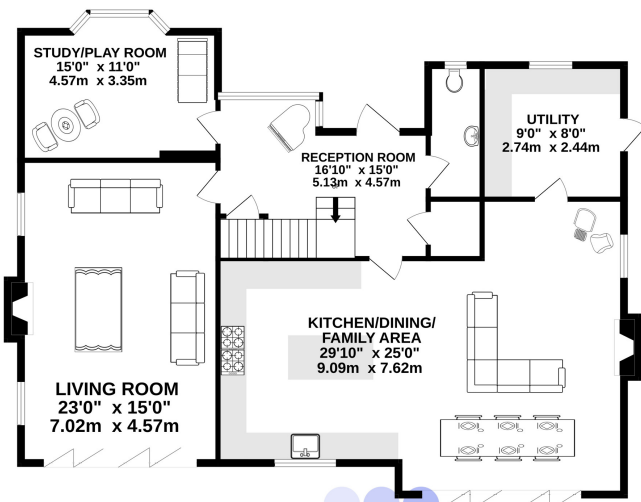 STUDY/PLAY ROOM
15'0" x 11'0"
4.57m x 3.35m
UTILITY
9'0" x 8'0"
2.74m x 2.44m
RECEPTION ROOM
16'10" x 15'0"
5.13m x 4.57m
KITCHEN/DINING/
FAMILY AREA
29'10" x 25'0"
9.09m x 7.62m
LIVING ROOM
23'0" x 15'0"
7.02m x 4.57m